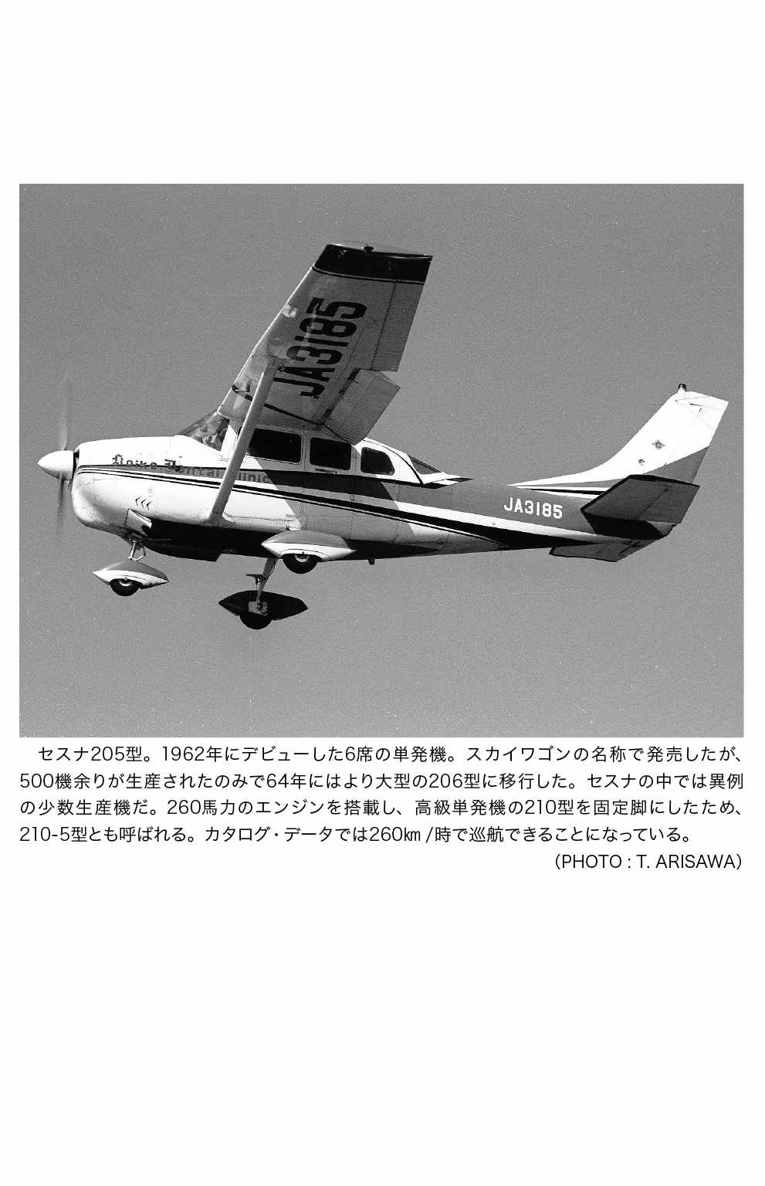 JA3185
JA3185
セスナ205型。1962年にデビューした6席の単発機。スカイワゴンの名称で発売したが、
500機余りが生産されたのみで64年にはより大型の206型に移行した。セスナの中では異例
の少数生産機だ。260馬力のエンジンを搭載し、高級単発機の210型を固定脚にしたため、
210-5型とも呼ばれる。カタログ・データでは260㎞/時で巡航できることになっている。
（PHOTO : T. ARISAWA）